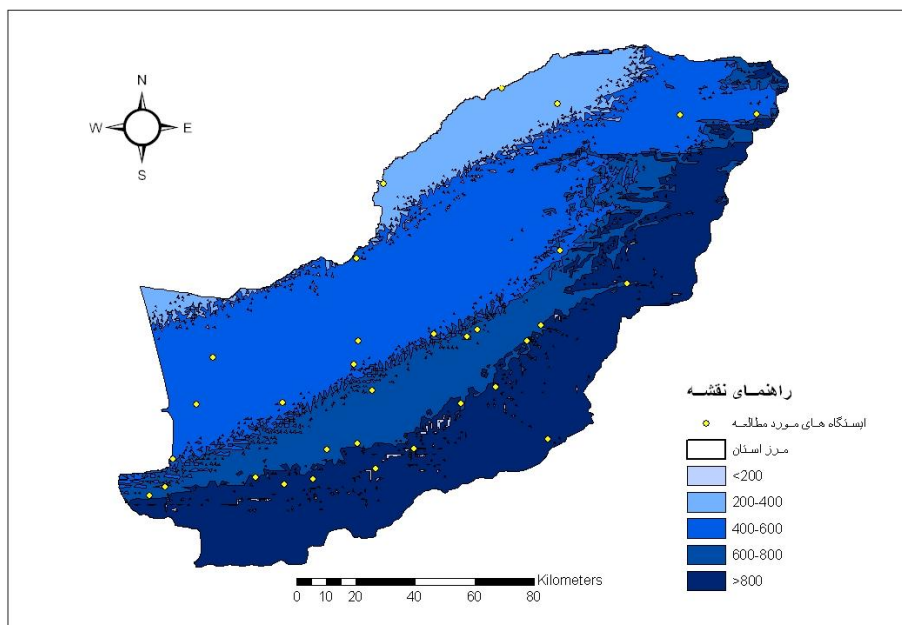 N
W E
S
راهنمای نقشه
ایستگاه های مورد مطالعه
مرز استان
<200
200-400
400-600
600-800
>800
Kilometers
0 10 20 40 60 80